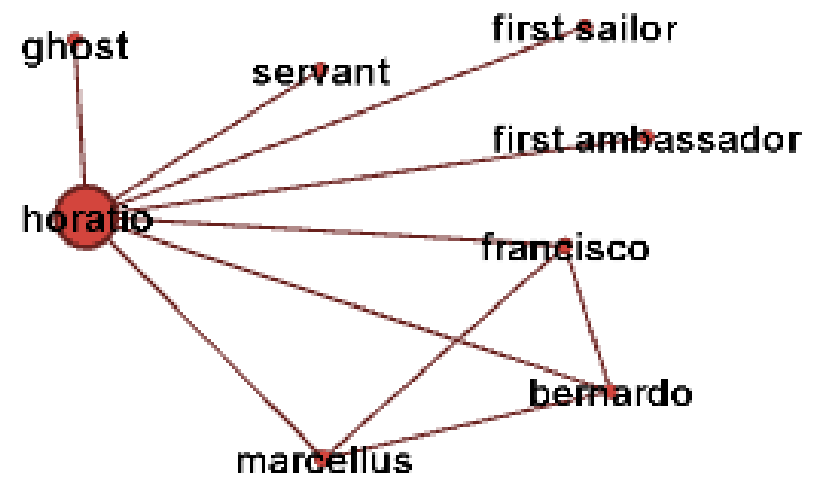 first sailor
ghost
servant
first ambassador
horatio
francisco
bernardo
marcellus